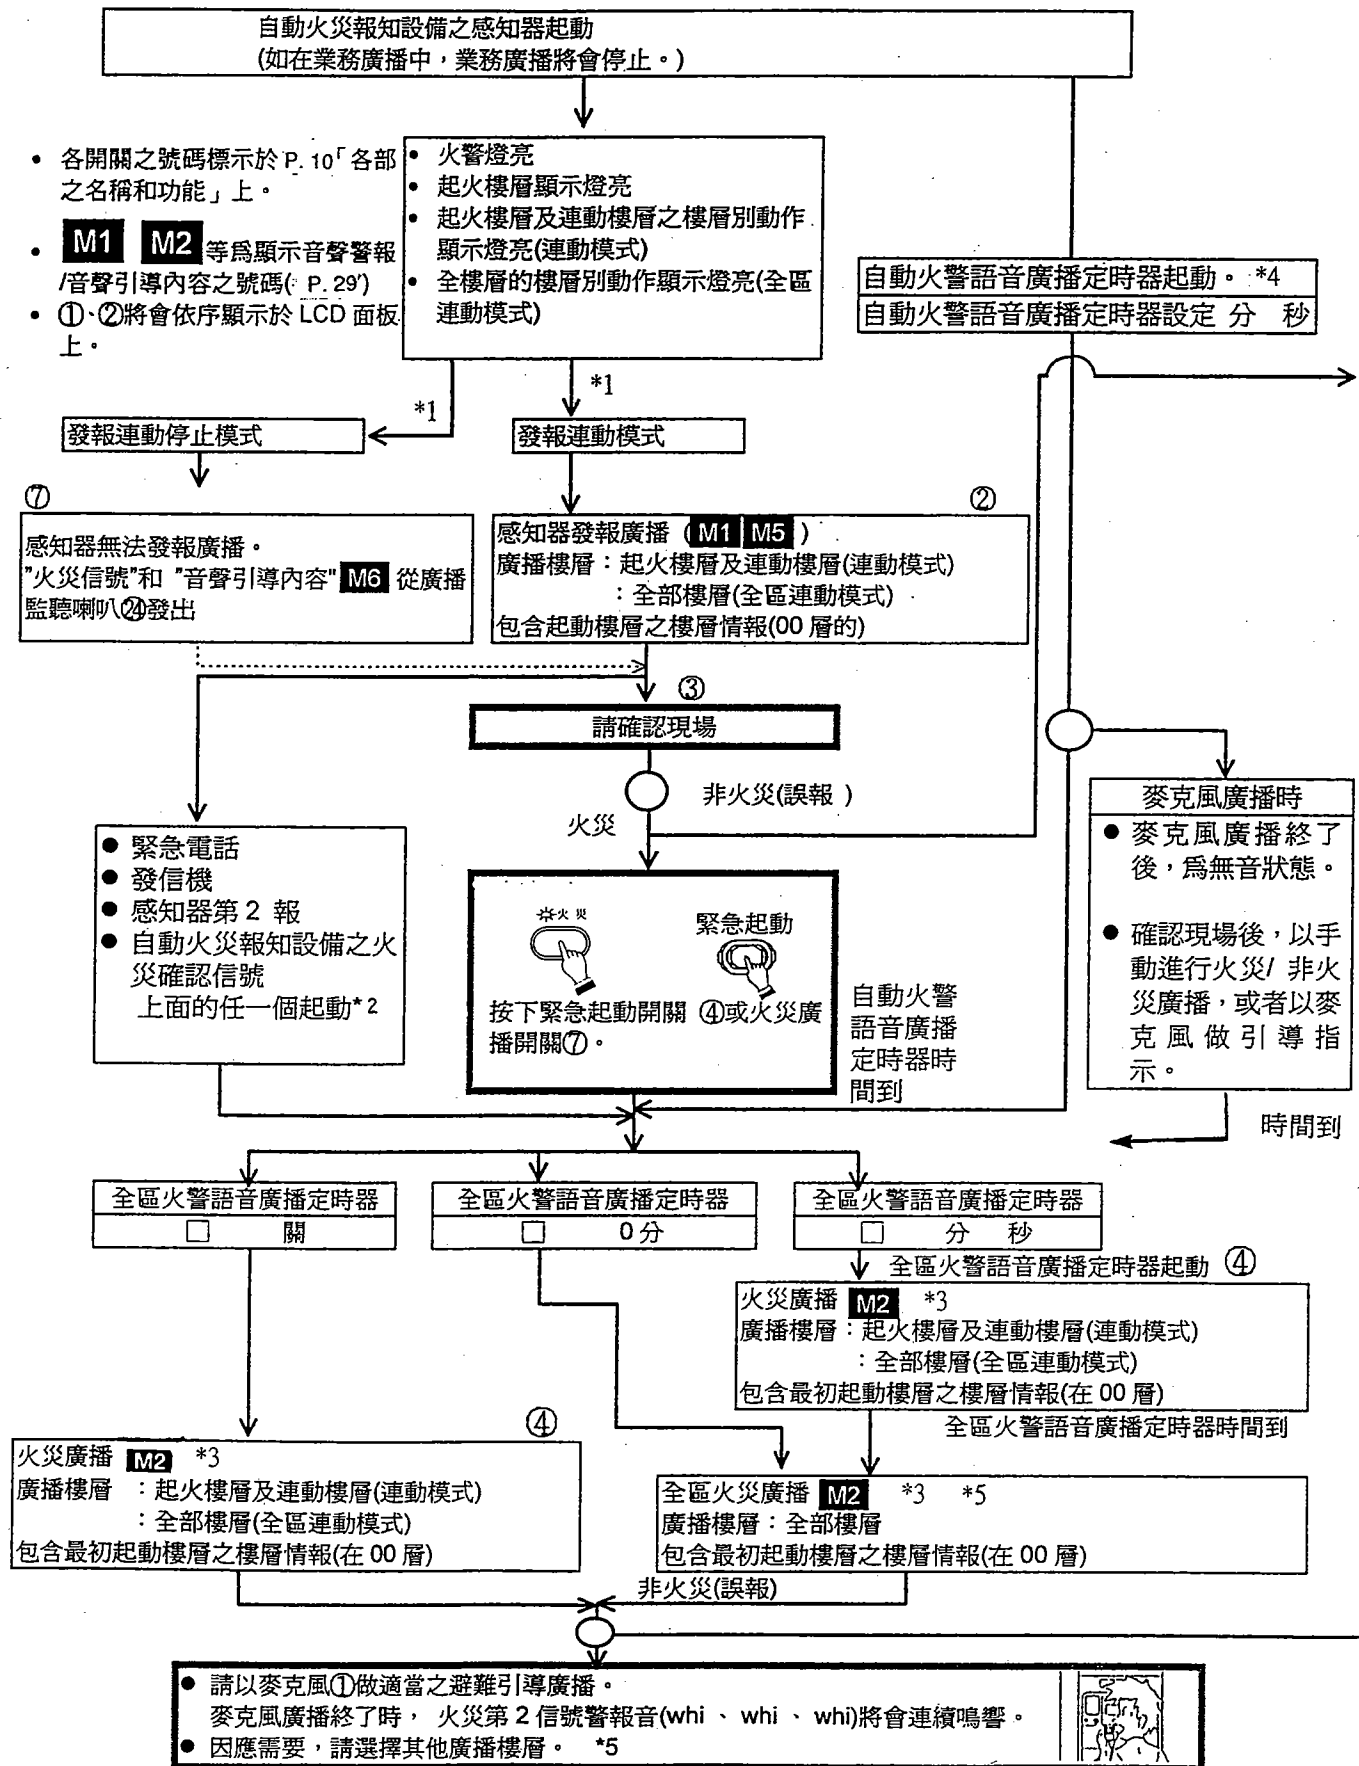 自動火災報知設備之感知器起動
(如在業務廣播中，業務廣播將會停止。)
• 各開關之號碼標示於 P. 10「各部
之名稱和功能」上。
• M1 M2 等爲顯示音聲警報
/音聲引導內容之號碼( P. 29')
• ①、②將會依序顯示於 LCD 面板
上。
• 火警燈亮
• 起火樓層顯示燈亮
• 起火樓層及連動樓層之樓層別動作
顯示燈亮(連動模式)
• 全樓層的樓層別動作顯示燈亮(全區
連動模式)
自動火警語音廣播定時器起動。 *4
自動火警語音廣播定時器設定 分 秒
*1
*1
發報連動停止模式
發報連動模式
⑦
感知器無法發報廣播。
"火災信號"和 "音聲引導內容" M6 從廣播
監聽喇叭㉔發出
②
感知器發報廣播 ( M1 M5 )
廣播樓層：起火樓層及連動樓層(連動模式)
：全部樓層(全區連動模式)
包含起動樓層之樓層情報(00 層的)
③
請確認現場
非火災(誤報 )
火災
● 緊急電話
● 發信機
● 感知器第 2 報
● 自動火災報知設備之火
災確認信號
上面的任一個起動*2
火災
緊急起動
按下緊急起動開關 ④或火災廣
播開關⑦。
自動火警
語音廣播
定時器時
間到
麥克風廣播時
● 麥克風廣播終了
後，爲無音狀態。
● 確認現場後，以手
動進行火災/ 非火
災廣播，或者以麥
克風做引導指
示。
時間到
全區火警語音廣播定時器
□ 關
全區火警語音廣播定時器
□ 0 分
全區火警語音廣播定時器
□ 分 秒
全區火警語音廣播定時器起動 ④
火災廣播 M2 *3
廣播樓層：起火樓層及連動樓層(連動模式)
：全部樓層(全區連動模式)
包含最初起動樓層之樓層情報(在 00 層)
全區火警語音廣播定時器時間到
④
火災廣播 M2 *3
廣播樓層 ：起火樓層及連動樓層(連動模式)
：全部樓層(全區連動模式)
包含最初起動樓層之樓層情報(在 00 層)
全區火災廣播 M2 *3 *5
廣播樓層：全部樓層
包含最初起動樓層之樓層情報(在 00 層)
非火災(誤報)
● 請以麥克風①做適當之避難引導廣播。
麥克風廣播終了時， 火災第 2 信號警報音(whi 、 whi 、 whi)將會連續鳴響。
● 因應需要，請選擇其他廣播樓層。 *5